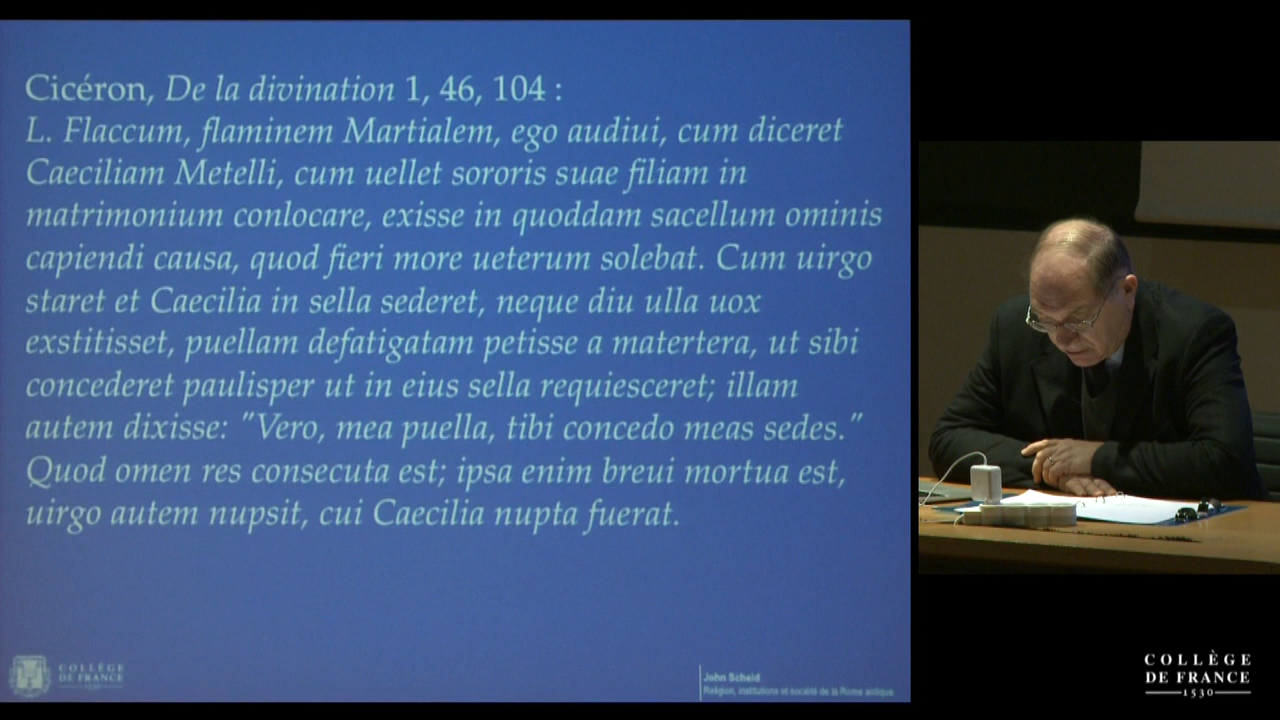 Cicéron, De la divination 1, 46, 104 :
L. Flaccum, flaminem Martialem, ego audiui, cum diceret
Caeciliam Metelli, cum uellet sororis suae filiam in
matrimonium conlocare, exisse in quoddam sacellum ominis
capiendi causa, quod fieri more ueterum solebat. Cum uirgo
staret et Caecilia in sella sederet, neque diu ulla uox
exstitisset, puellam defatigatam petisse a matertera, ut sibi
concederet paulisper ut in eius sella requiesceret; illam
autem dixisse: "Vero, mea puella, tibi concedo meas sedes."
Quod omen res consecuta est; ipsa enim breui mortua est,
uirgo autem nupsit, cui Caecilia nupta fuerat.
COLLÈGE
DE FRANCE
1530
John Scheid
Religion, institutions et société de la Rome antique
COLLÈGE
DE FRANCE
1530